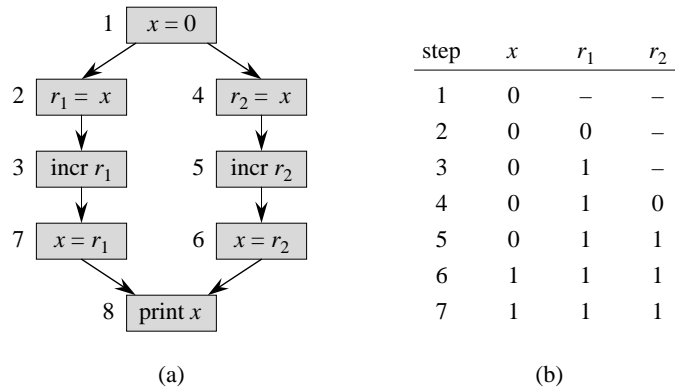 1 x = 0
2 r1 = x 4 r2 = x
3 incr r1 5 incr r2
7 x = r1 6 x = r2
8 print x
(a)
step x r1 r2
1 0 – –
2 0 0 –
3 0 1 –
4 0 1 0
5 0 1 1
6 1 1 1
7 1 1 1
(b)